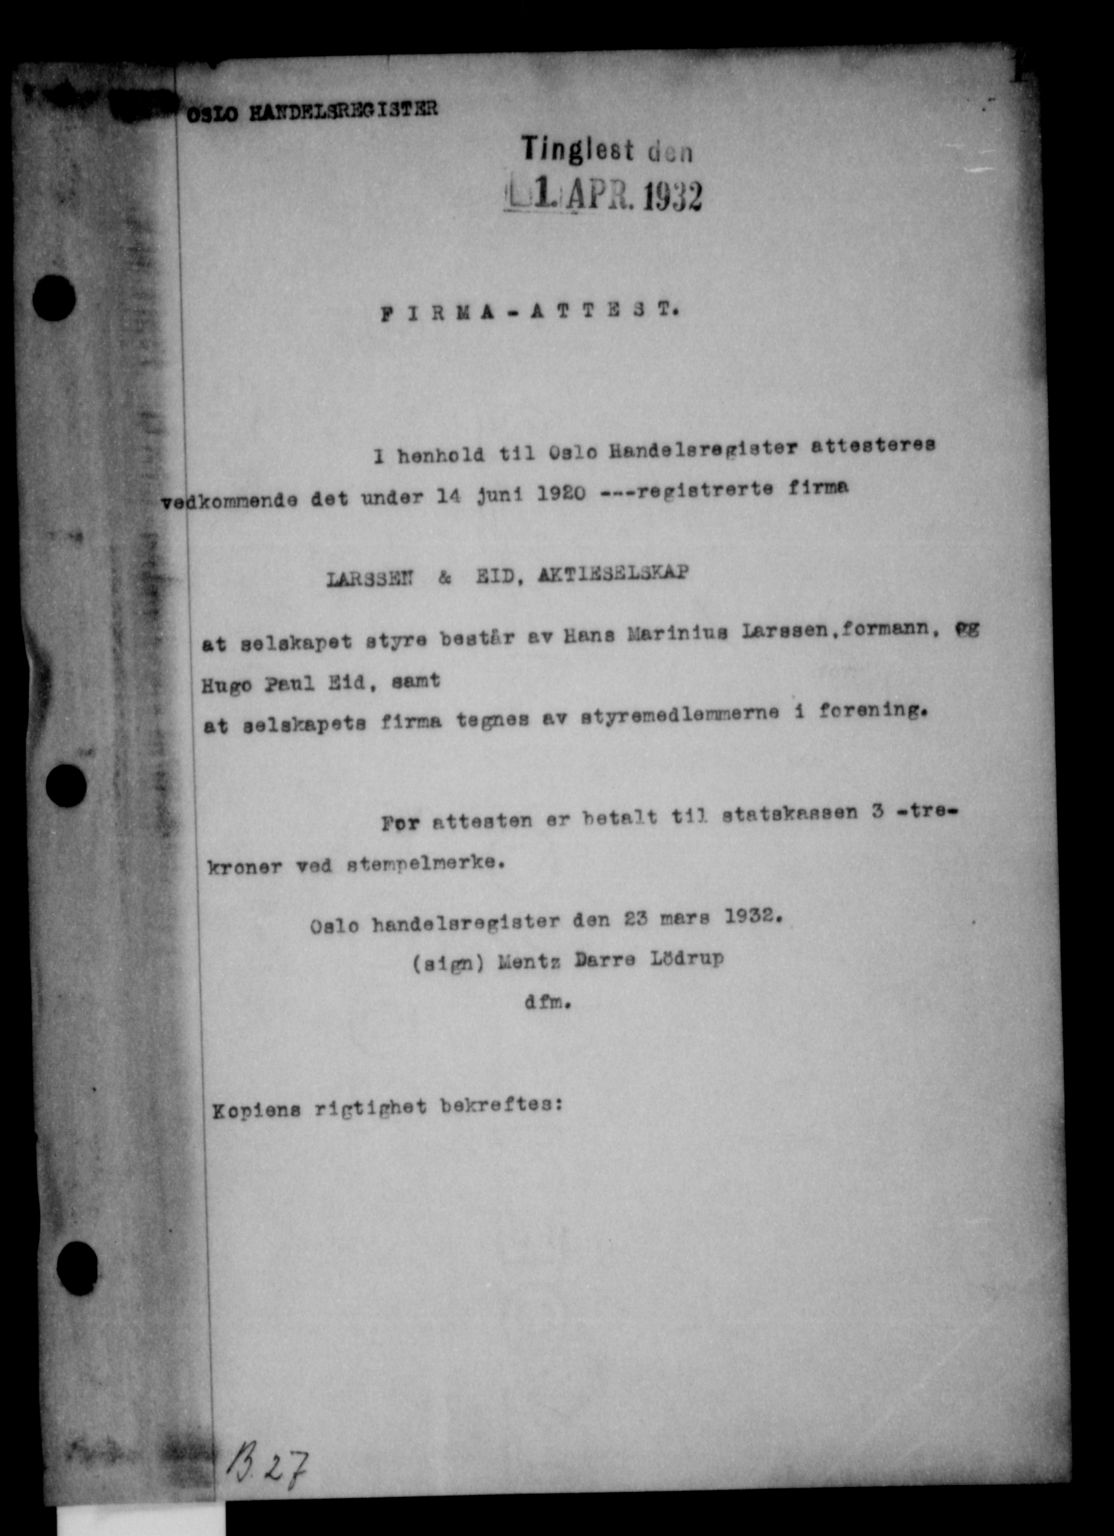 OSLO HANDELSREGISTER
Tinglest den
1. APR. 1932
FIRMA-ATTEST.
I henhold til Oslo Handelsregister attesteres
vedkommende det under 14 juni 1920 ---registrerte firma
LARSSEN & EID, AKTIESELSKAP
at selskapet styre består av Hans Marinius Larssen,formann, og
Hugo Paul Eid, samt
at selskapets firma tegnes av styremedlemmerne i forening.
For attesten er betalt til statskassen 3 -tre-
kroner ved stempelmerke.
Oslo handelsregister den 23 mars 1932.
(sign) Mentz Darre Lödrup
dfm.
Kopiens rigtighet bekreftes:
B. 27